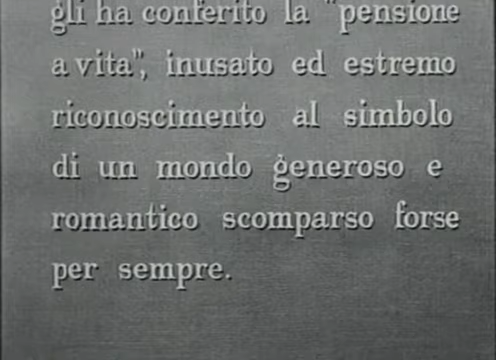 gli ha conferito la "pensione
a vita", inusato ed estremo
riconoscimento al simbolo
di un mondo generoso e
romantico scomparso forse
per sempre.